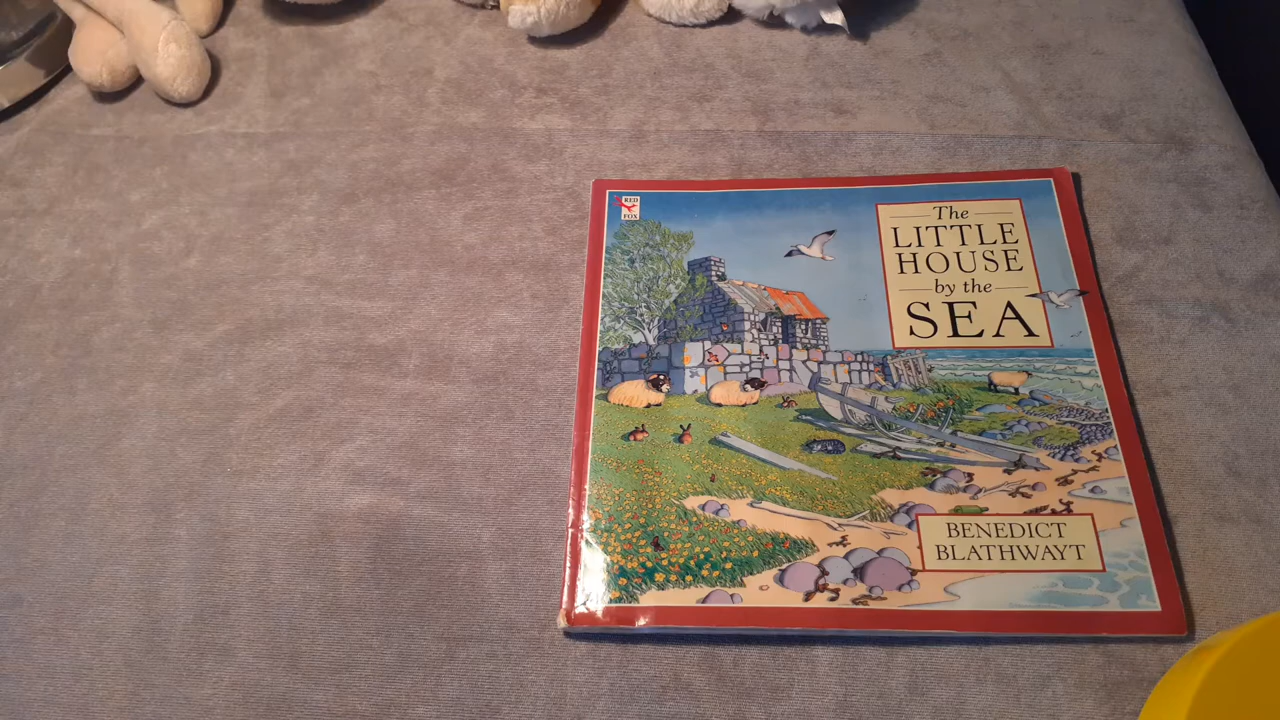 RED
FOX
The
LITTLE
HOUSE
by the
SEA
BENEDICT
BLATHWAYT